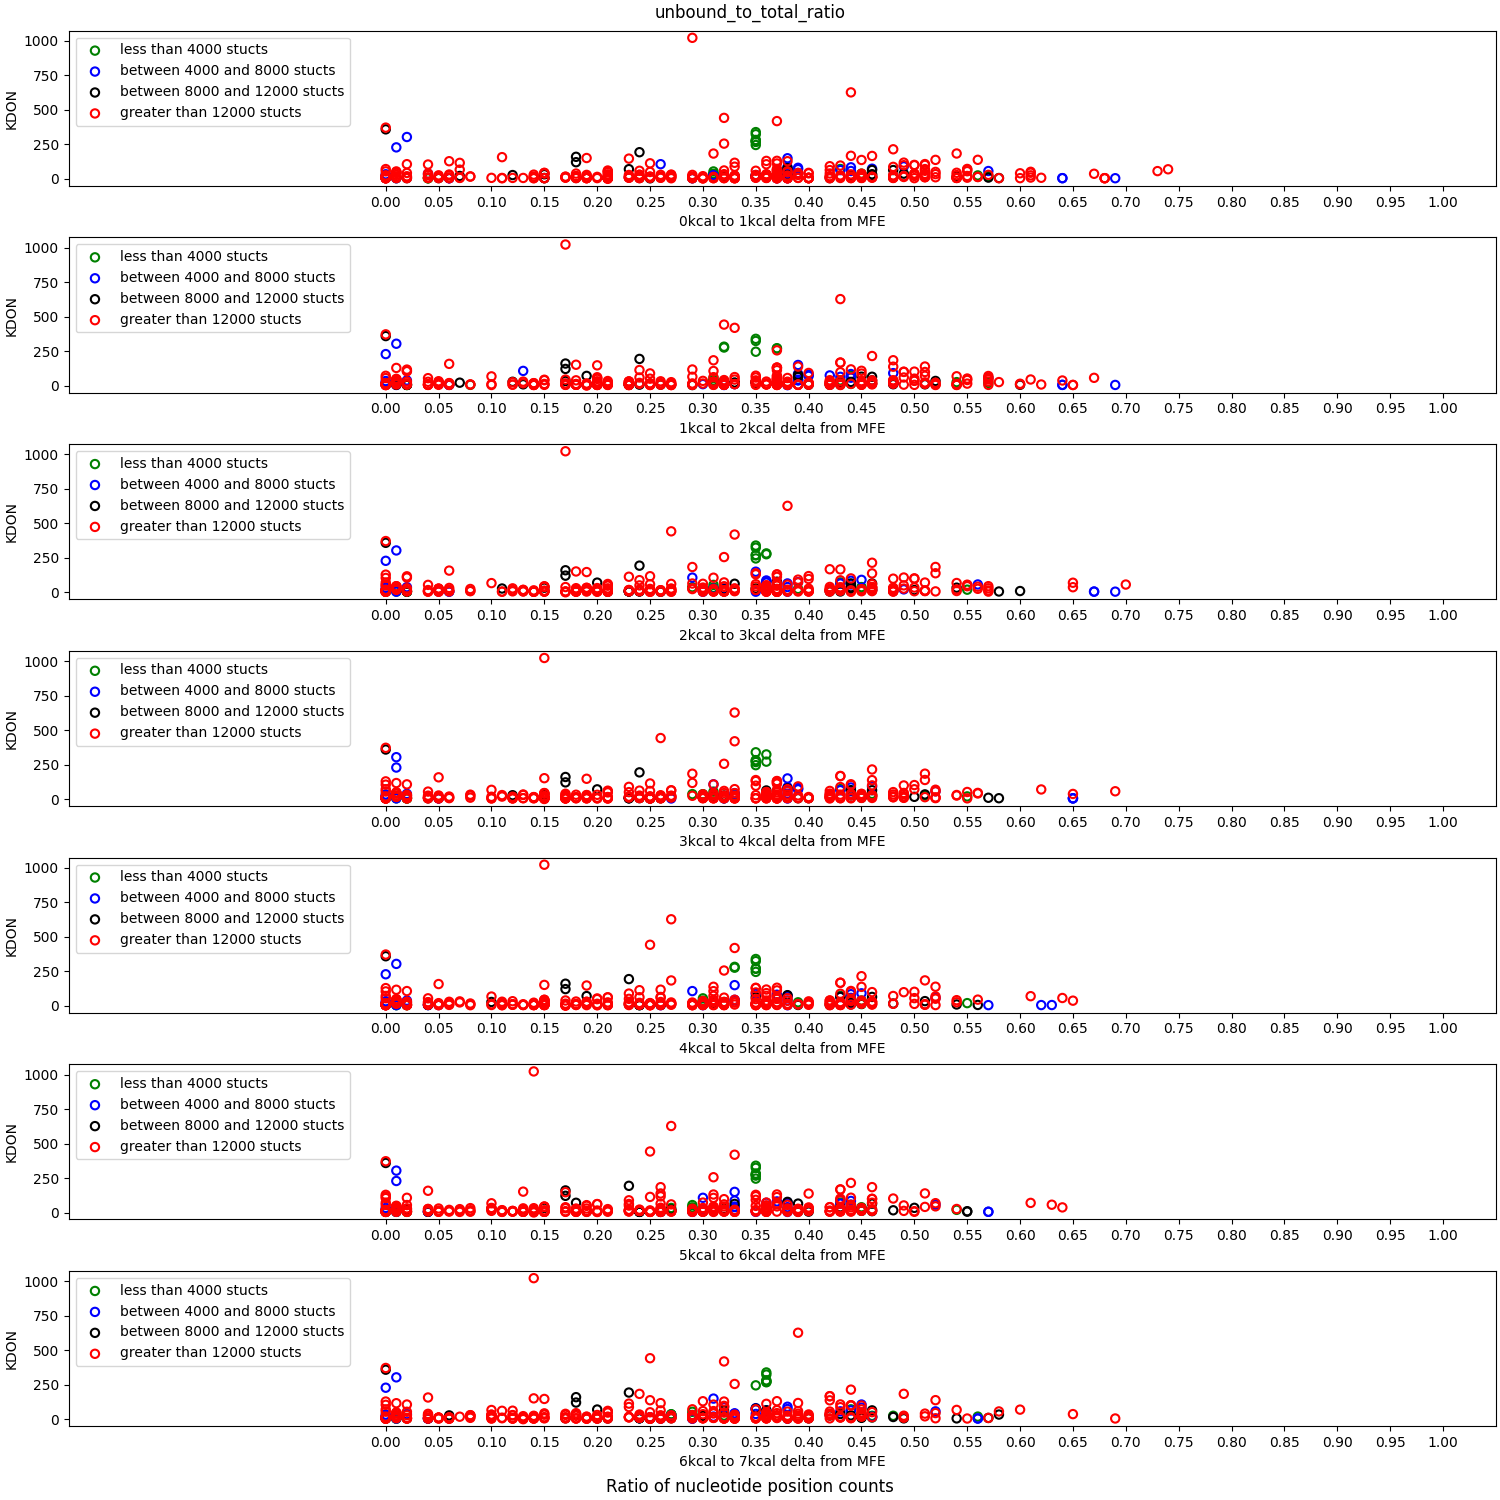 unbound_to_total_ratio
1000
750
500
250
0
KDON
less than 4000 stucts
between 4000 and 8000 stucts
between 8000 and 12000 stucts
greater than 12000 stucts
0.00 0.05 0.10 0.15 0.20 0.25 0.30 0.35 0.40 0.45 0.50 0.55 0.60 0.65 0.70 0.75 0.80 0.85 0.90 0.95 1.00
0kcal to 1kcal delta from MFE
1000
750
500
250
0
KDON
less than 4000 stucts
between 4000 and 8000 stucts
between 8000 and 12000 stucts
greater than 12000 stucts
0.00 0.05 0.10 0.15 0.20 0.25 0.30 0.35 0.40 0.45 0.50 0.55 0.60 0.65 0.70 0.75 0.80 0.85 0.90 0.95 1.00
1kcal to 2kcal delta from MFE
1000
750
500
250
0
KDON
less than 4000 stucts
between 4000 and 8000 stucts
between 8000 and 12000 stucts
greater than 12000 stucts
0.00 0.05 0.10 0.15 0.20 0.25 0.30 0.35 0.40 0.45 0.50 0.55 0.60 0.65 0.70 0.75 0.80 0.85 0.90 0.95 1.00
2kcal to 3kcal delta from MFE
1000
750
500
250
0
KDON
less than 4000 stucts
between 4000 and 8000 stucts
between 8000 and 12000 stucts
greater than 12000 stucts
0.00 0.05 0.10 0.15 0.20 0.25 0.30 0.35 0.40 0.45 0.50 0.55 0.60 0.65 0.70 0.75 0.80 0.85 0.90 0.95 1.00
3kcal to 4kcal delta from MFE
1000
750
500
250
0
KDON
less than 4000 stucts
between 4000 and 8000 stucts
between 8000 and 12000 stucts
greater than 12000 stucts
0.00 0.05 0.10 0.15 0.20 0.25 0.30 0.35 0.40 0.45 0.50 0.55 0.60 0.65 0.70 0.75 0.80 0.85 0.90 0.95 1.00
4kcal to 5kcal delta from MFE
1000
750
500
250
0
KDON
less than 4000 stucts
between 4000 and 8000 stucts
between 8000 and 12000 stucts
greater than 12000 stucts
0.00 0.05 0.10 0.15 0.20 0.25 0.30 0.35 0.40 0.45 0.50 0.55 0.60 0.65 0.70 0.75 0.80 0.85 0.90 0.95 1.00
5kcal to 6kcal delta from MFE
1000
750
500
250
0
KDON
less than 4000 stucts
between 4000 and 8000 stucts
between 8000 and 12000 stucts
greater than 12000 stucts
0.00 0.05 0.10 0.15 0.20 0.25 0.30 0.35 0.40 0.45 0.50 0.55 0.60 0.65 0.70 0.75 0.80 0.85 0.90 0.95 1.00
6kcal to 7kcal delta from MFE
Ratio of nucleotide position counts